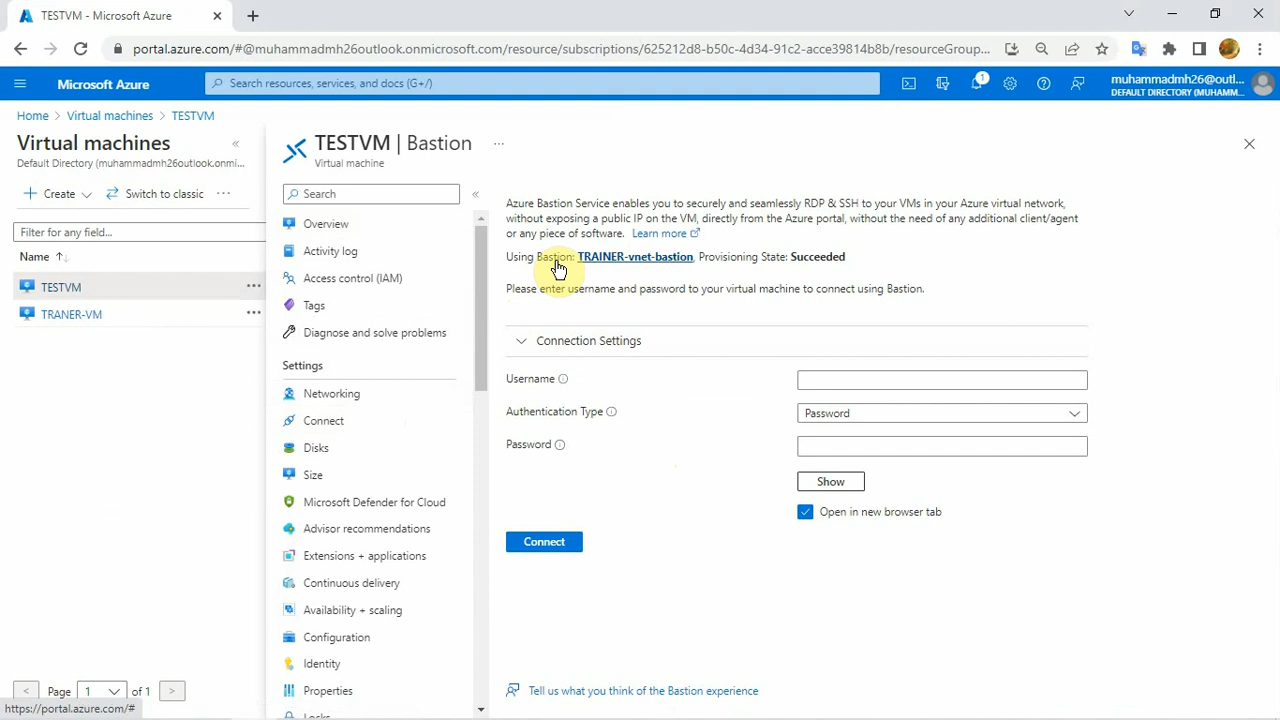 TESTVM - Microsoft Azure
portal.azure.com/#@muhammadmh26outlook.onmicrosoft.com/resource/subscriptions/625212d8-b50c-4d34-91c2-acce39814b8b/resourceGroup...
Microsoft Azure
Search resources, services, and docs (G+/)
1
muhammadmh26@outl...
DEFAULT DIRECTORY (MUHAMM...
Home > Virtual machines > TESTVM
Virtual machines
Default Directory (muhammadmh26outlook.onmi...
Create
Switch to classic
Filter for any field...
Name
TESTVM
TRANER-VM
Page 1 of 1
https://portal.azure.com/#
TESTVM | Bastion
Virtual machine
Search
Overview
Activity log
Access control (IAM)
Tags
Diagnose and solve problems
Settings
Networking
Connect
Disks
Size
Microsoft Defender for Cloud
Advisor recommendations
Extensions + applications
Continuous delivery
Availability + scaling
Configuration
Identity
Properties
Locks
Azure Bastion Service enables you to securely and seamlessly RDP & SSH to your VMs in your Azure virtual network,
without exposing a public IP on the VM, directly from the Azure portal, without the need of any additional client/agent
or any piece of software. Learn more
Using Bastion: TRAINER-vnet-bastion, Provisioning State: Succeeded
Please enter username and password to your virtual machine to connect using Bastion.
Connection Settings
Username
Authentication Type
Password
Password
Show
Open in new browser tab
Connect
Tell us what you think of the Bastion experience